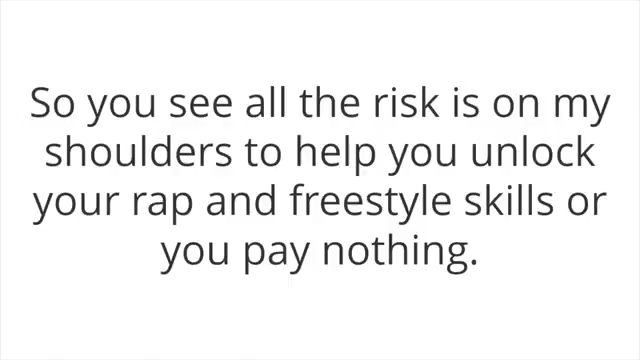 So you see all the risk is on my
shoulders to help you unlock
your rap and freestyle skills or
you pay nothing.